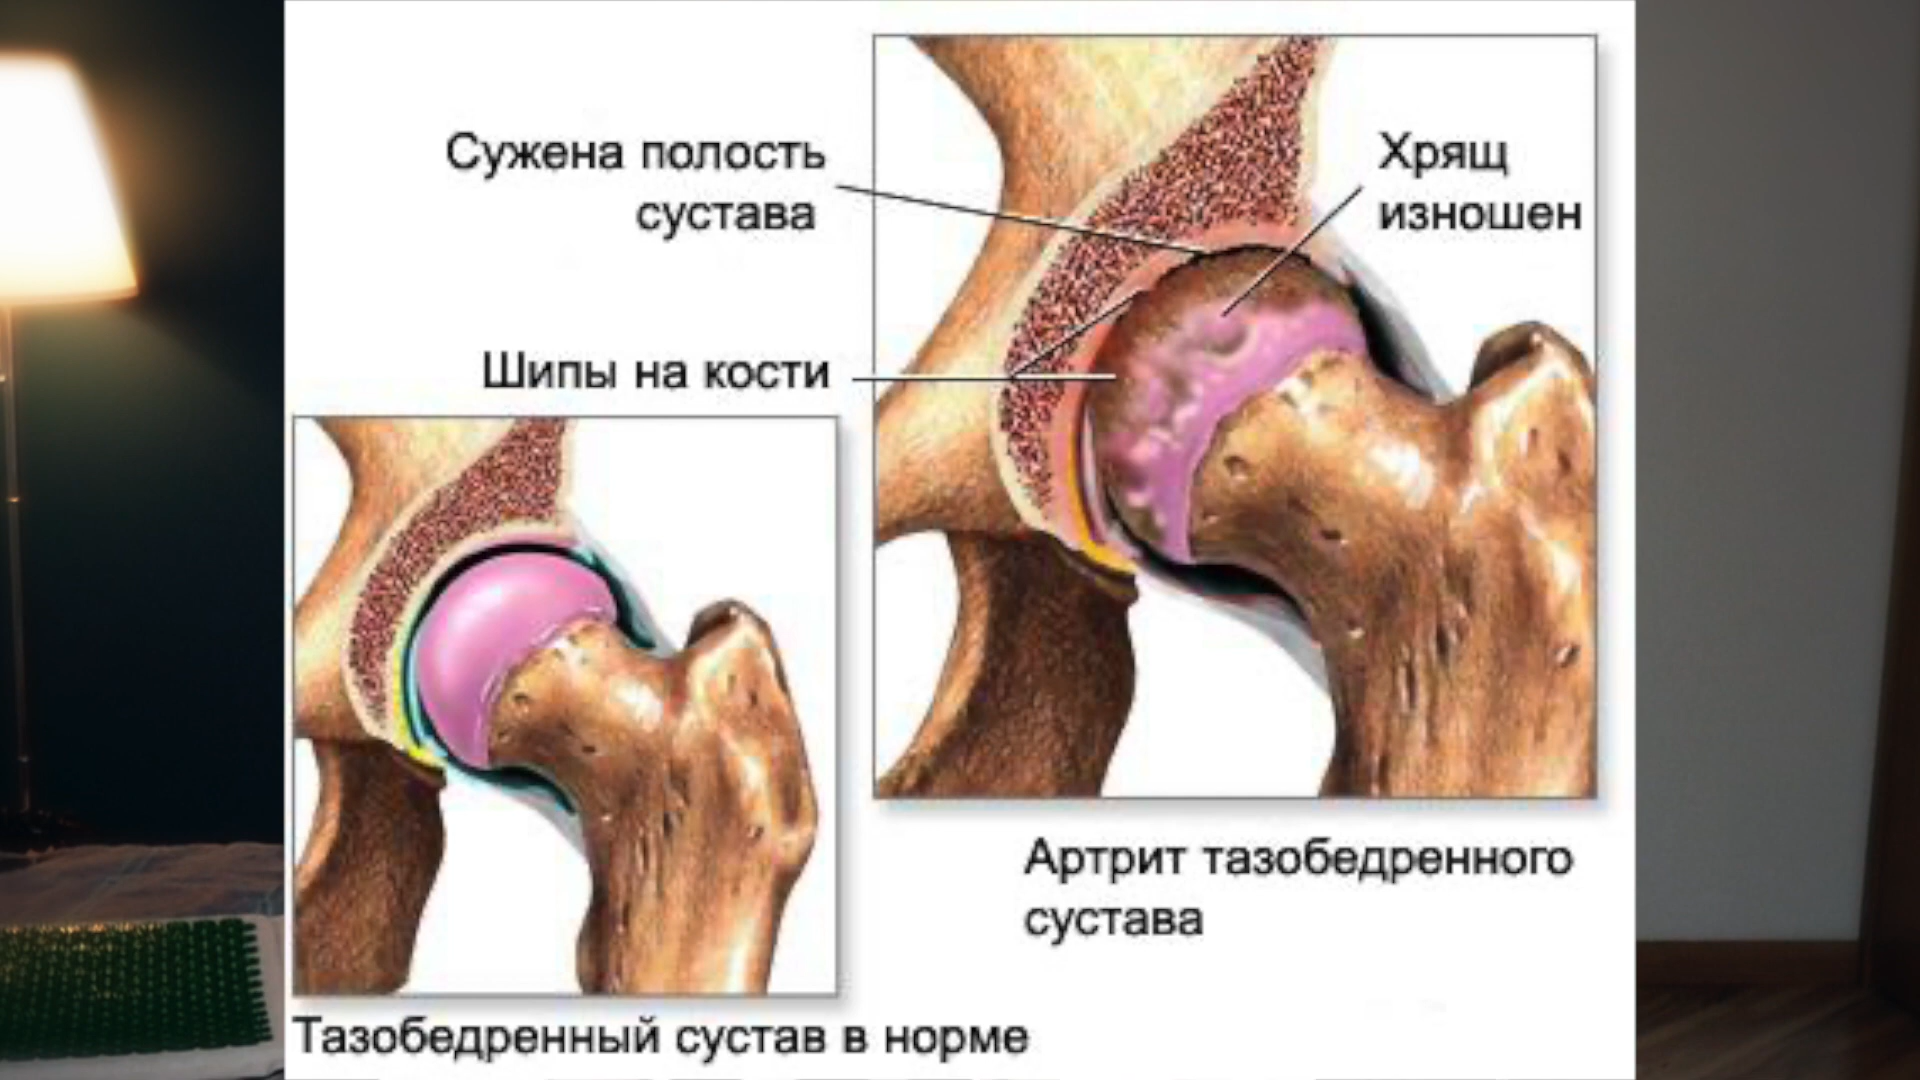 Сужена полость
сустава
Хрящ
изношен
Шипы на кости
Артрит тазобедренного
сустава
Тазобедренный сустав в норме